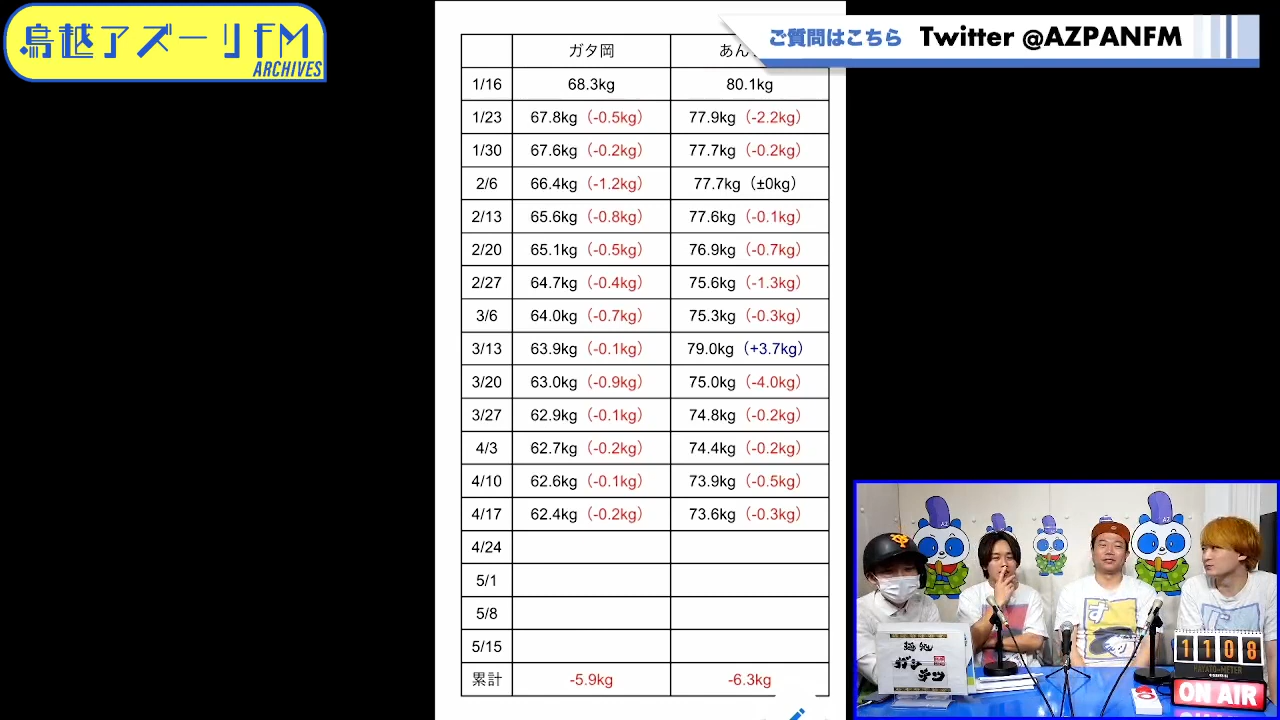 鳥越アズーリFM
ARCHIVES
ご質問はこちら Twitter @AZPANFM
ガタ岡 あん
1/16 68.3kg 80.1kg
1/23 67.8kg（-0.5kg） 77.9kg（-2.2kg）
1/30 67.6kg（-0.2kg） 77.7kg（-0.2kg）
2/6 66.4kg（-1.2kg） 77.7kg（±0kg）
2/13 65.6kg（-0.8kg） 77.6kg（-0.1kg）
2/20 65.1kg（-0.5kg） 76.9kg（-0.7kg）
2/27 64.7kg（-0.4kg） 75.6kg（-1.3kg）
3/6 64.0kg（-0.7kg） 75.3kg（-0.3kg）
3/13 63.9kg（-0.1kg） 79.0kg（+3.7kg）
3/20 63.0kg（-0.9kg） 75.0kg（-4.0kg）
3/27 62.9kg（-0.1kg） 74.8kg（-0.2kg）
4/3 62.7kg（-0.2kg） 74.4kg（-0.2kg）
4/10 62.6kg（-0.1kg） 73.9kg（-0.5kg）
4/17 62.4kg（-0.2kg） 73.6kg（-0.3kg）
4/24
5/1
5/8
5/15
累計 -5.9kg -6.3kg
1108
HAYATO-METER
ON AIR